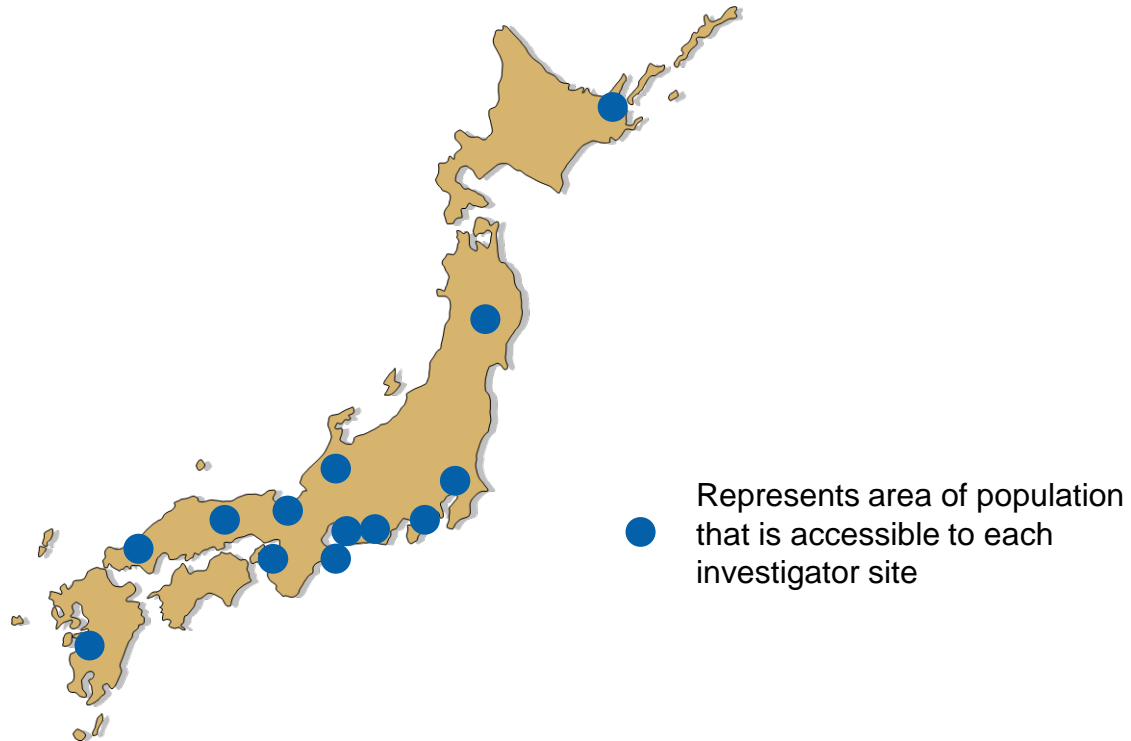 Represents area of population
that is accessible to each
investigator site